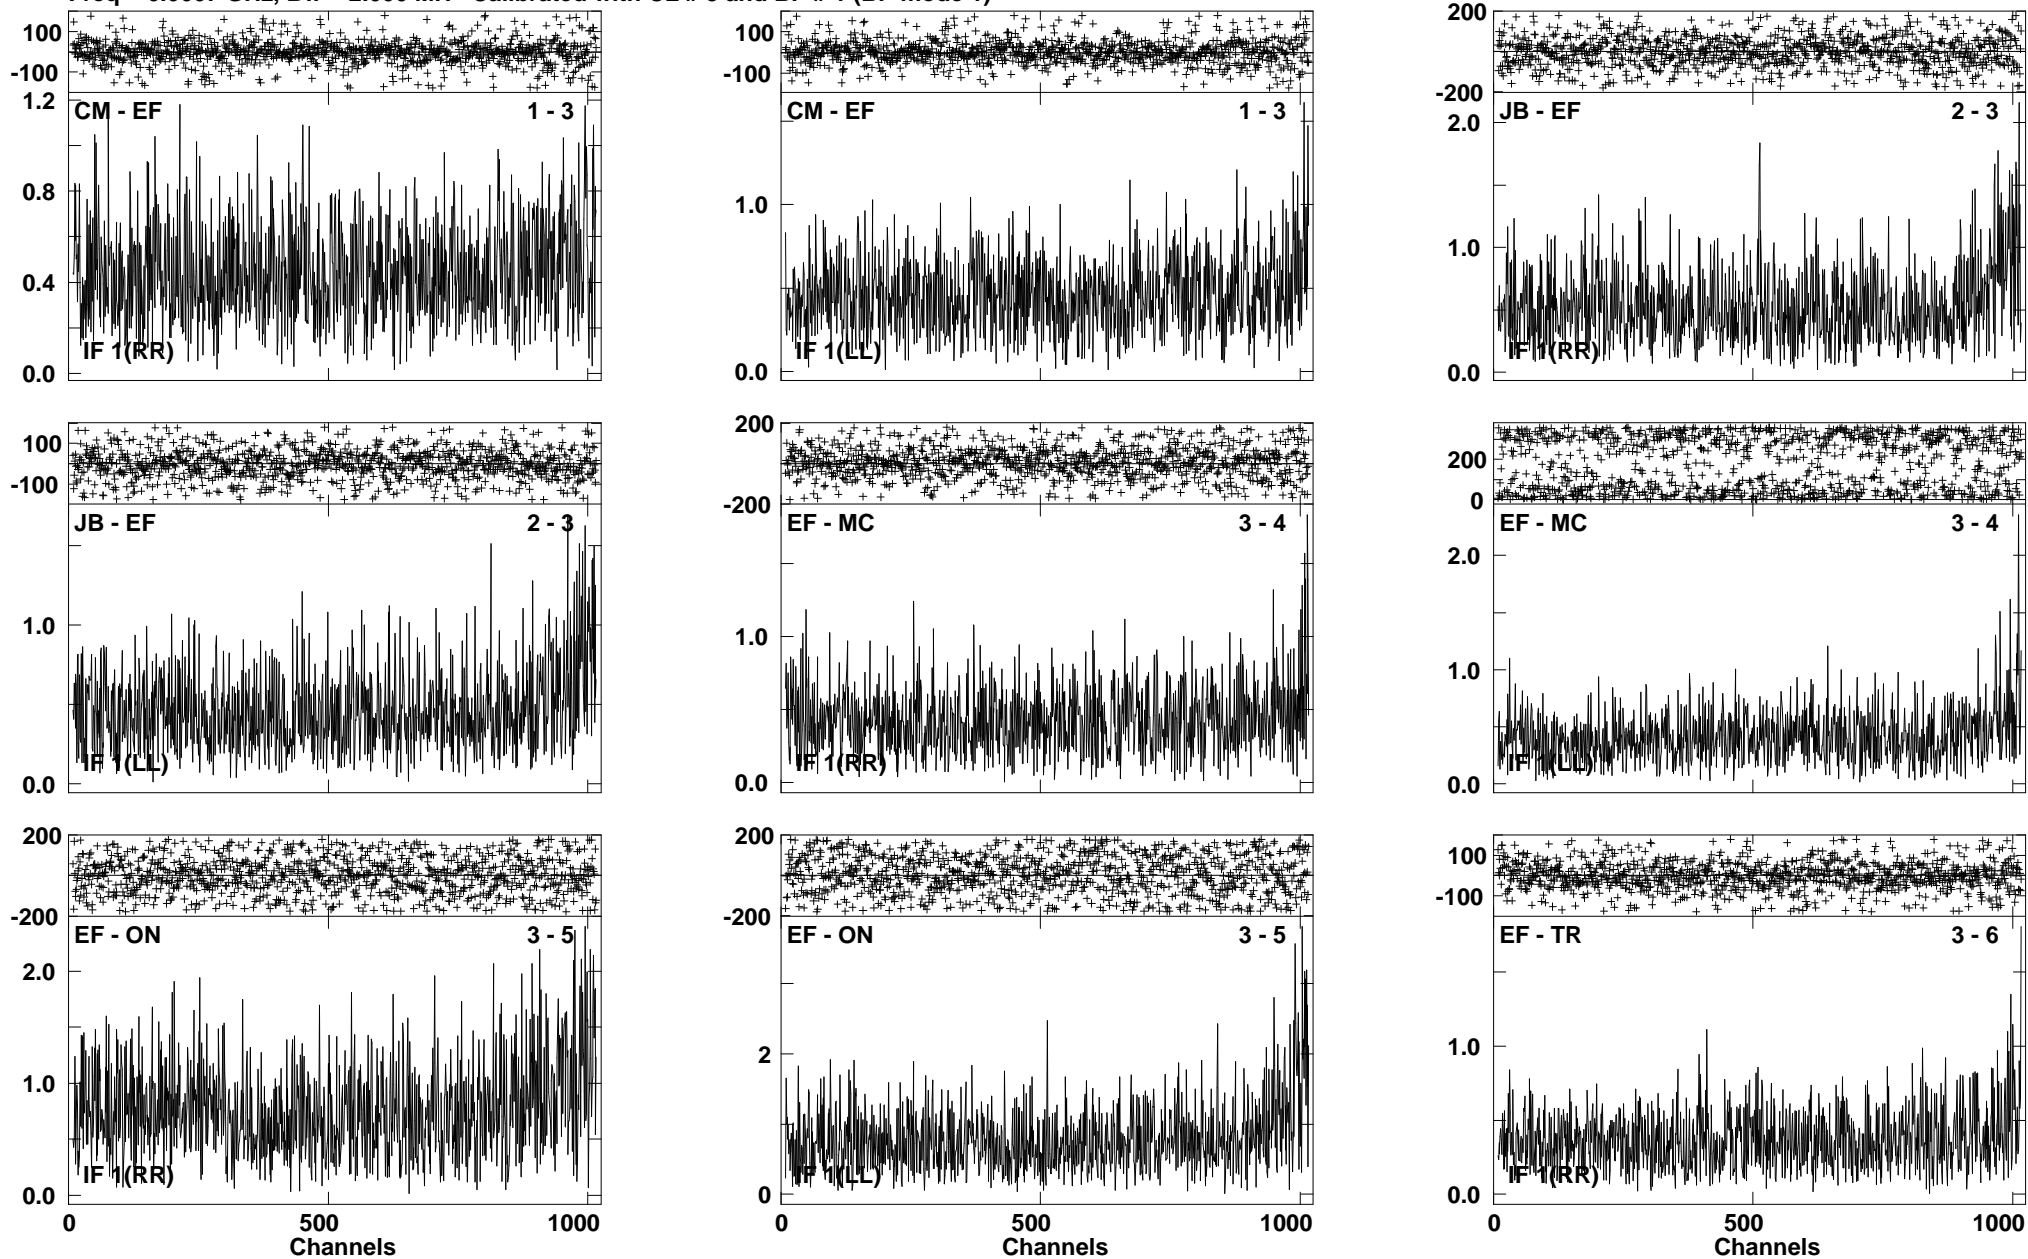 100
-100
1.2
0.8
0.4
0.0
CM - EF 1 - 3
IF 1(RR)
100
-100
1.0
0.0
CM - EF 1 - 3
IF 1(LL)
200
-200
2.0
1.0
0.0
JB - EF 2 - 3
IF 1(RR)
100
-100
1.0
0.0
JB - EF 2 - 3
IF 1(LL)
200
-200
1.0
0.0
EF - MC 3 - 4
IF 1(RR)
200
0
2.0
1.0
0.0
EF - MC 3 - 4
IF 1(LL)
200
-200
2.0
1.0
0.0
EF - ON 3 - 5
IF 1(RR)
0 500 1000
Channels
200
-200
2
0
EF - ON 3 - 5
IF 1(LL)
0 500 1000
Channels
100
-100
1.0
0.0
EF - TR 3 - 6
IF 1(RR)
0 500 1000
Channels